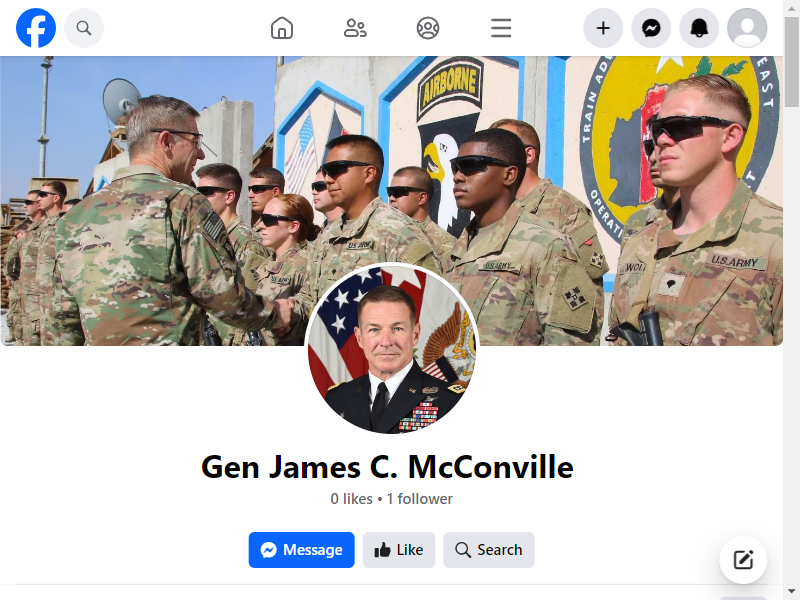 AIRBORNE
TRAIN AD
EAST
OPERATI
U.S. ARMY
U.S. ARMY
U.S.ARMY
WOL
Gen James C. McConville
0 likes • 1 follower
Message
Like
Search